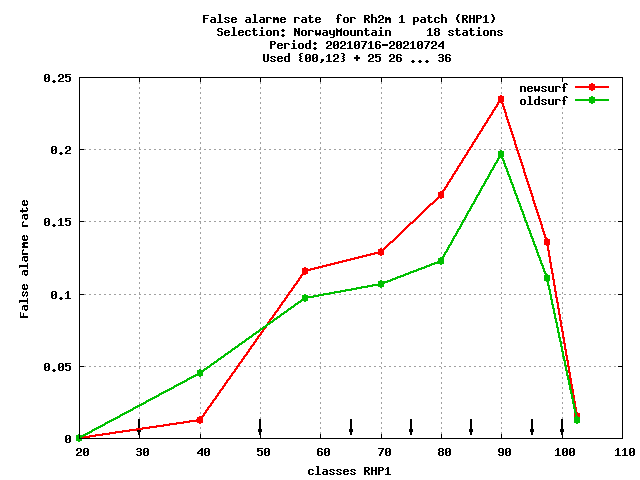 False alarme rate  for Rh2m 1 patch (RHP1)
Selection: NorwayMountain     18 stations
Period: 20210716-20210724
Used {00,12} + 25 26 ... 36
newsurf
oldsurf
0.25
0.2
0.15
0.1
0.05
0
False alarme rate
20 30 40 50 60 70 80 90 100 110
classes RHP1